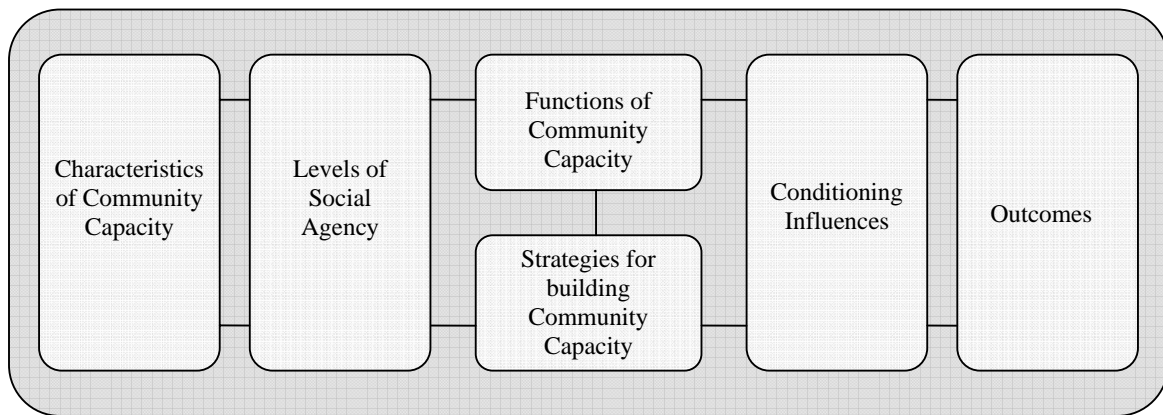 Characteristics
of Community
Capacity
Levels of
Social
Agency
Functions of
Community
Capacity
Strategies for
building
Community
Capacity
Conditioning
Influences
Outcomes